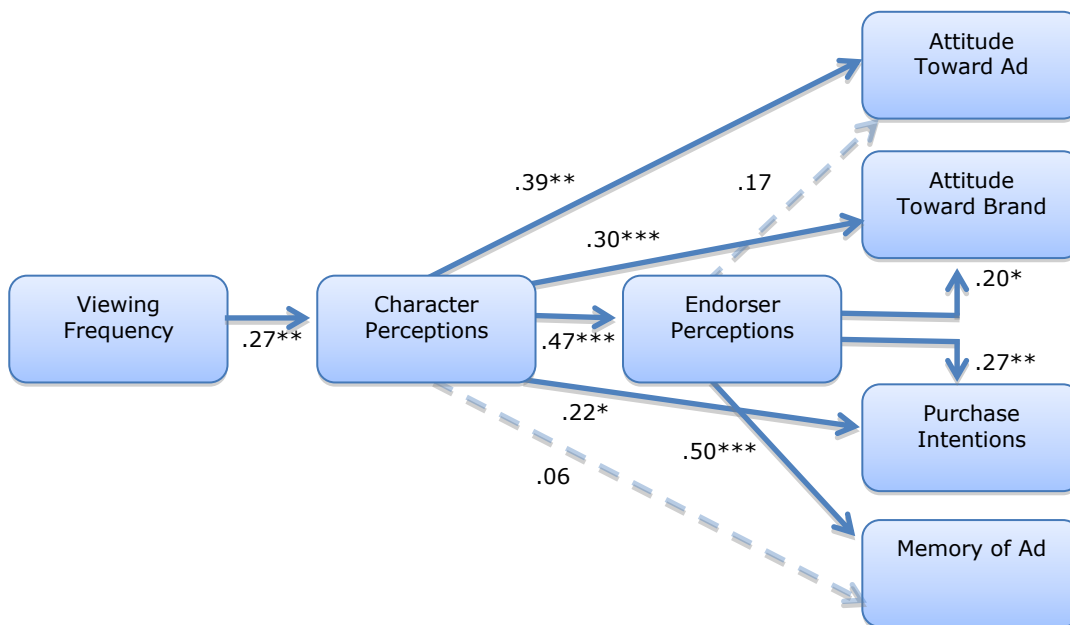 Attitude
Toward Ad
.39**
.17
Attitude
Toward Brand
.30***
Viewing
Frequency
.27**
Character
Perceptions
.47***
Endorser
Perceptions
.20*
.27**
.22*
Purchase
Intentions
.50***
.06
Memory of Ad